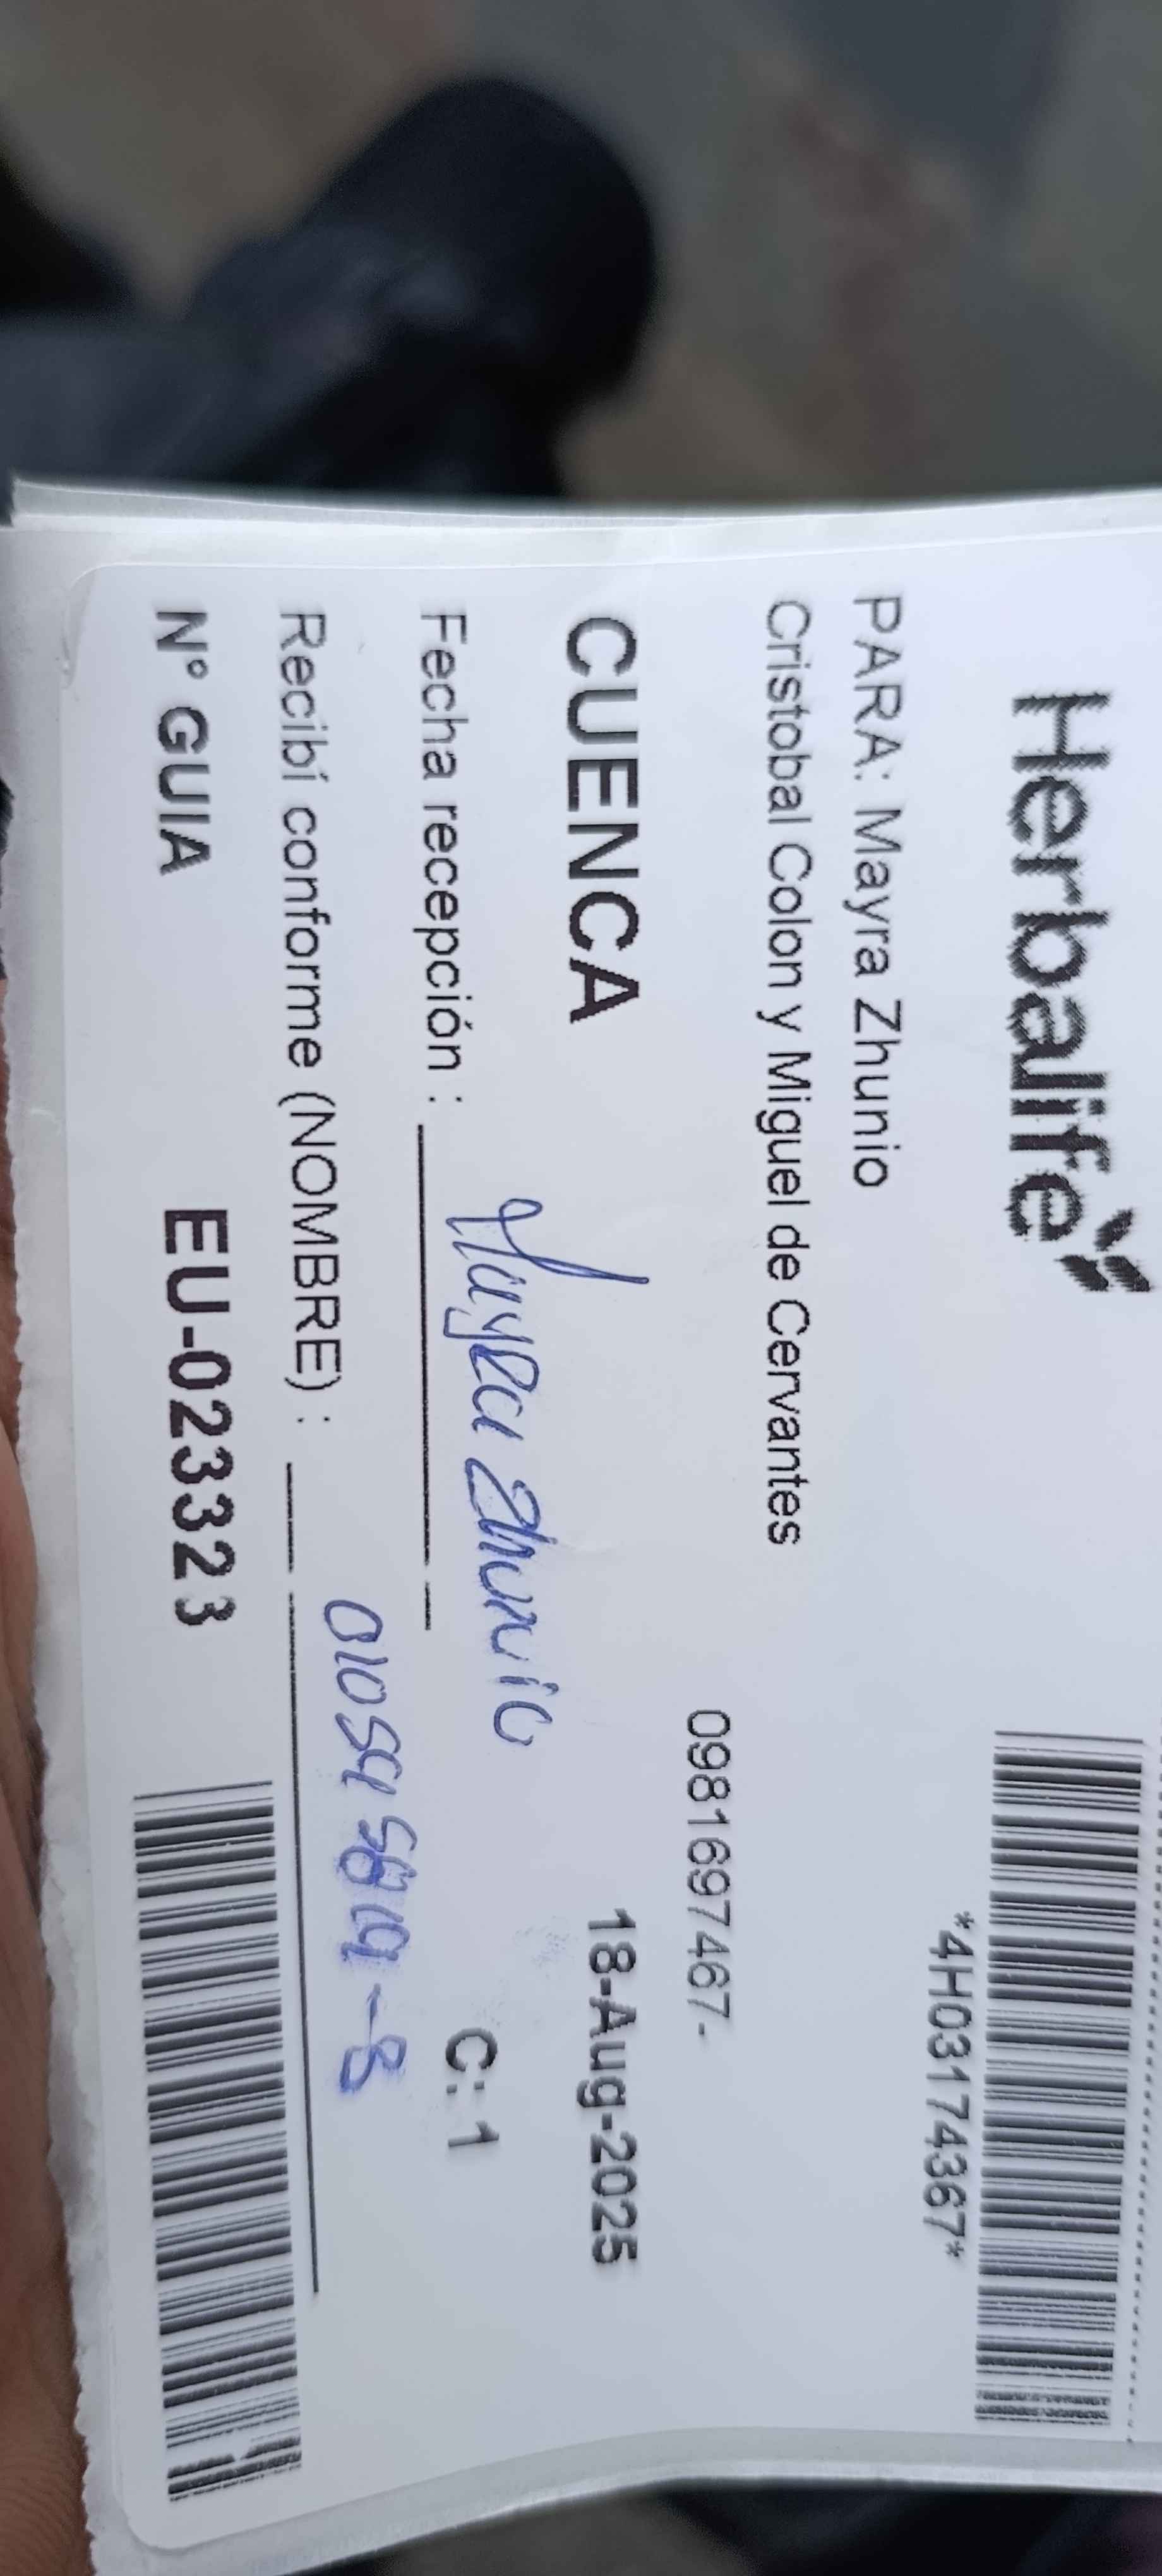 Herbalife
*4H03174367*
PARA: Mayra Zhunio
Cristobal Colon y Miguel de Cervantes
0981697467-
CUENCA
18-Aug-2025
Mayra Zhunio
Fecha recepción :
C: 1
Recibí conforme (NOMBRE) :
Nº GUIA
EU-023323